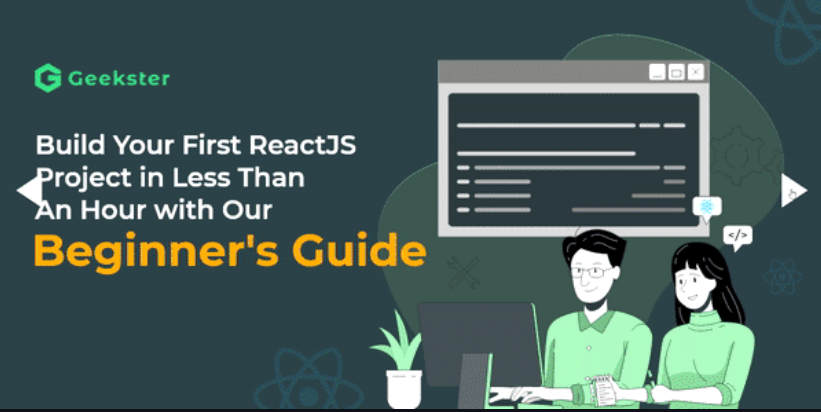 Geekster
Build Your First ReactJS
Project in Less Than
An Hour with Our
Beginner's Guide
</>